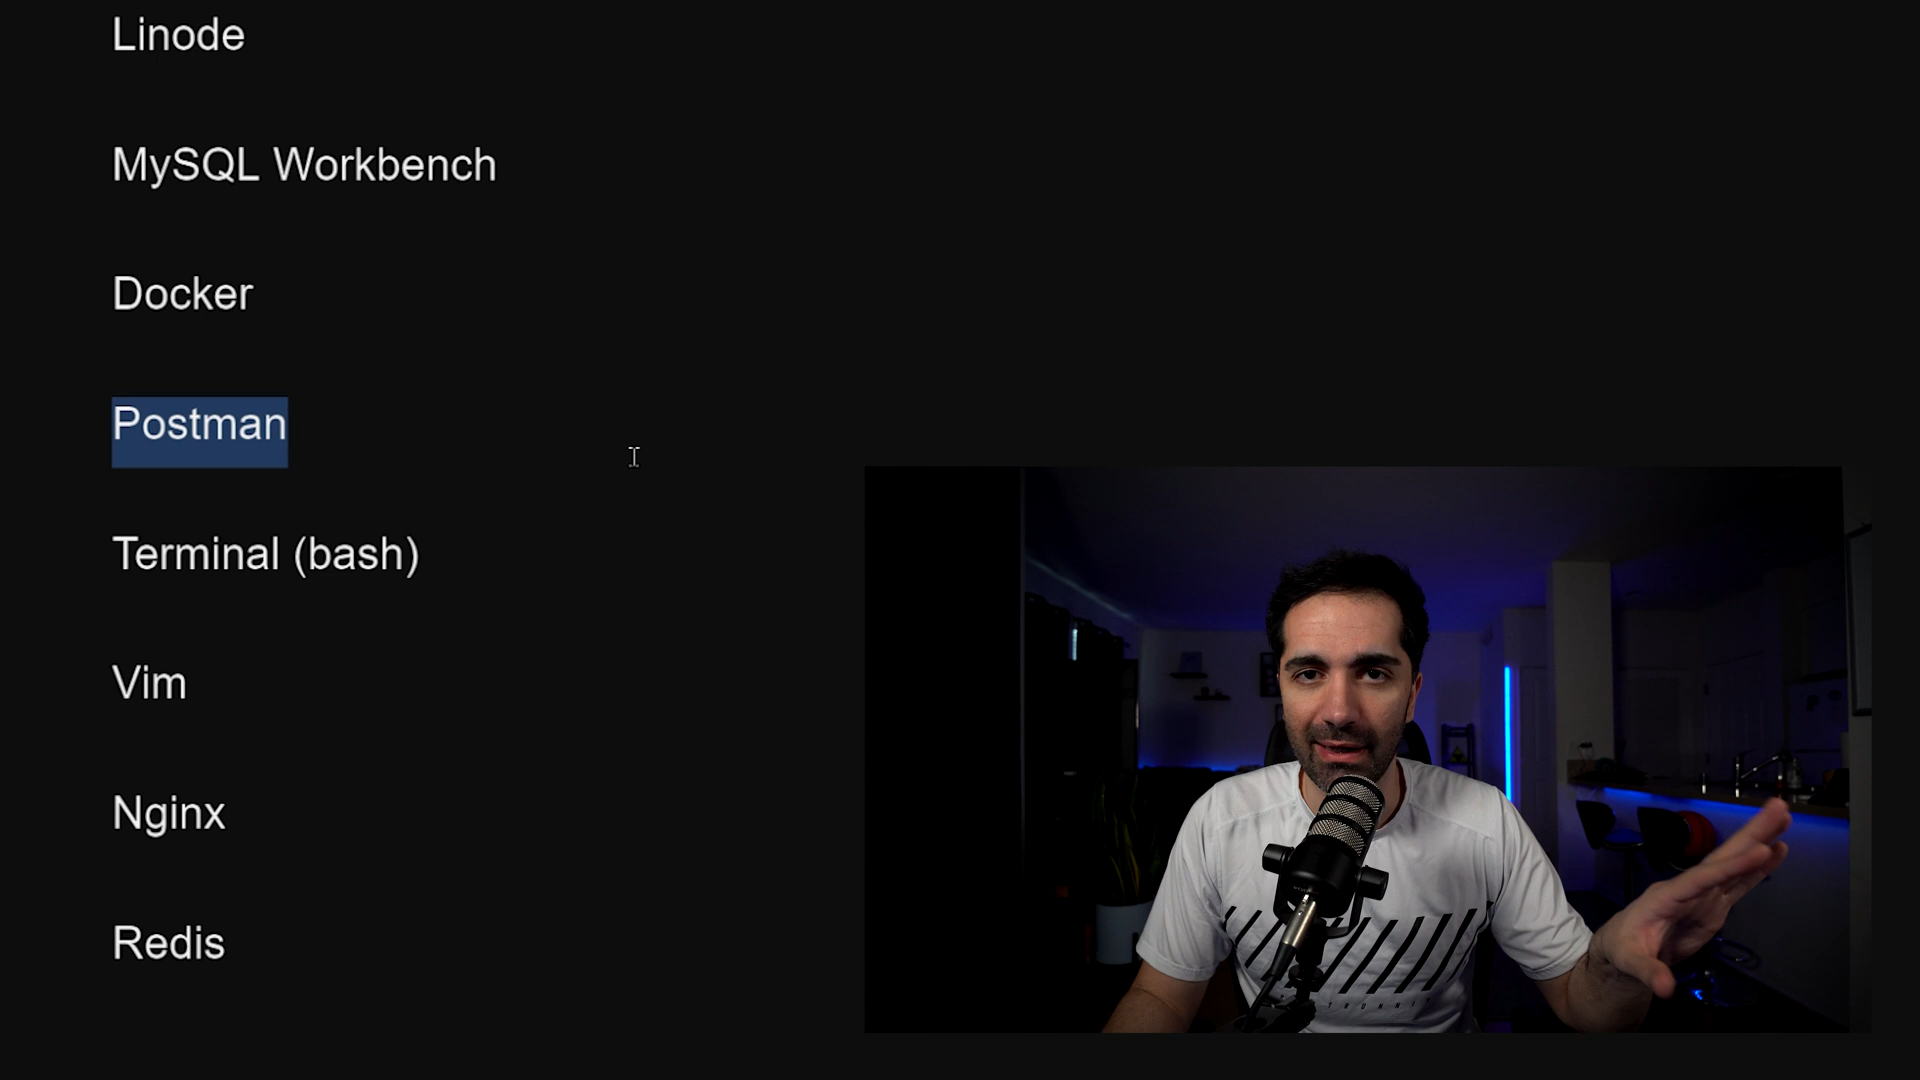 Linode
MySQL Workbench
Docker
Postman
Terminal (bash)
Vim
Nginx
Redis